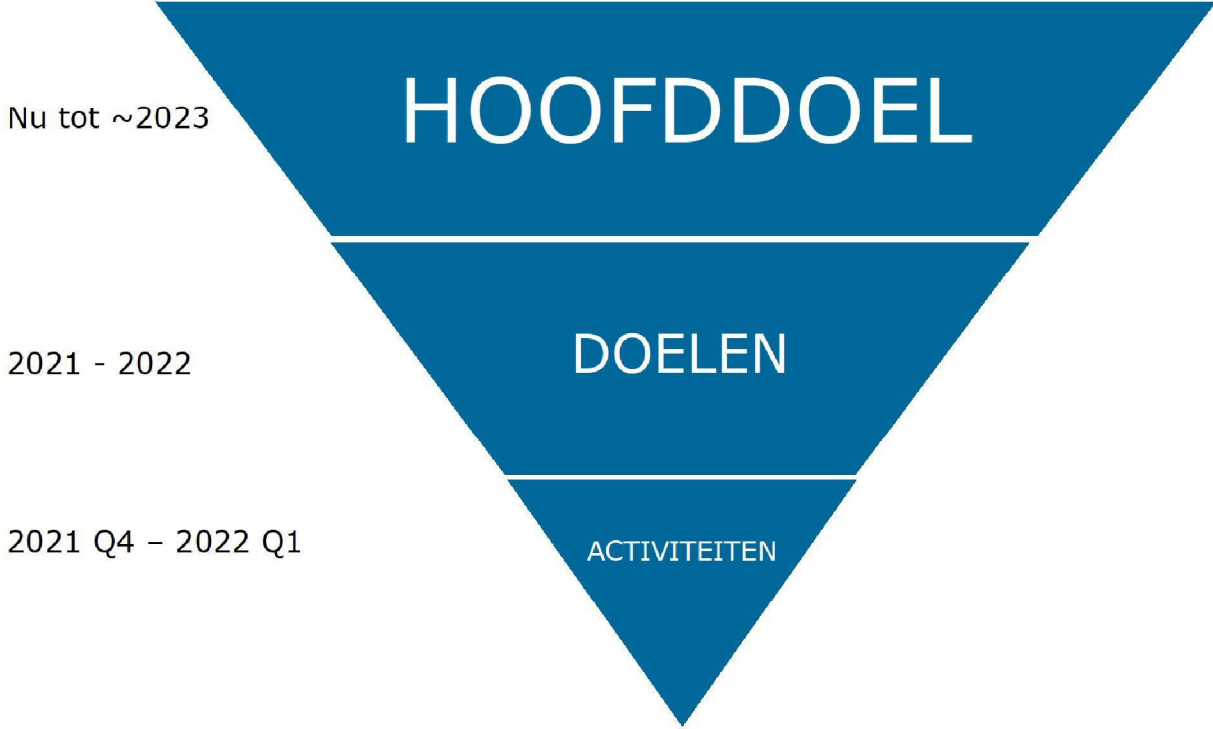 Nu tot ~2023
HOOFDDOEL
2021 - 2022
DOELEN
2021 Q4 – 2022 Q1
ACTIVITEITEN